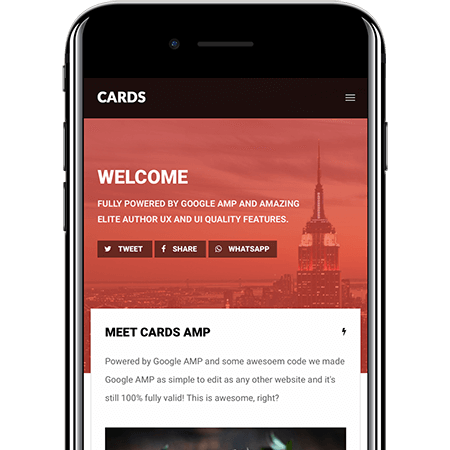 CARDS
WELCOME
FULLY POWERED BY GOOGLE AMP AND AMAZING
ELITE AUTHOR UX AND UI QUALITY FEATURES.
TWEET SHARE WHATSAPP
MEET CARDS AMP
Powered by Google AMP and some awesoem code we made
Google AMP as simple to edit as any other website and it's
still 100% fully valid! This is awesome, right?